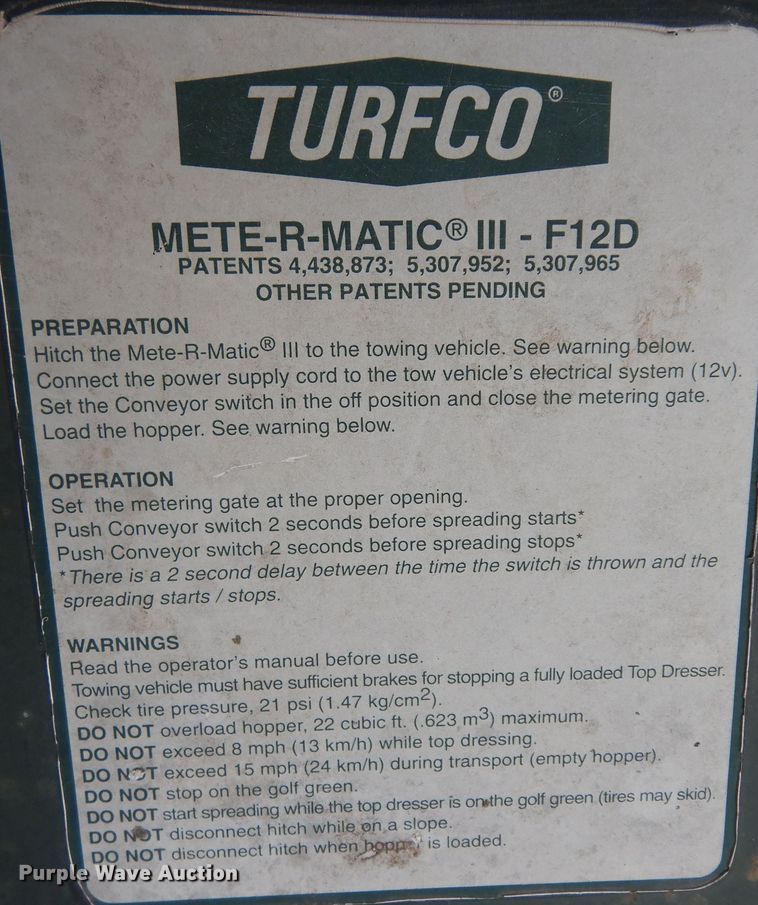 TURFCO®
METE-R-MATIC® III - F12D
PATENTS 4,438,873; 5,307,952; 5,307,965
OTHER PATENTS PENDING
PREPARATION
Hitch the Mete-R-Matic® III to the towing vehicle. See warning below.
Connect the power supply cord to the tow vehicle's electrical system (12v).
Set the Conveyor switch in the off position and close the metering gate.
Load the hopper. See warning below.
OPERATION
Set the metering gate at the proper opening.
Push Conveyor switch 2 seconds before spreading starts*
Push Conveyor switch 2 seconds before spreading stops*
*There is a 2 second delay between the time the switch is thrown and the
spreading starts / stops.
WARNINGS
Read the operator's manual before use.
Towing vehicle must have sufficient brakes for stopping a fully loaded Top Dresser.
Check tire pressure, 21 psi (1.47 kg/cm²).
DO NOT overload hopper, 22 cubic ft. (.623 m³) maximum.
DO NOT exceed 8 mph (13 km/h) while top dressing.
DO NOT exceed 15 mph (24 km/h) during transport (empty hopper).
DO NOT stop on the golf green.
DO NOT start spreading while the top dresser is on the golf green (tires may skid).
DO NOT disconnect hitch while on a slope.
DO NOT disconnect hitch when hopper is loaded.
Purple Wave Auction